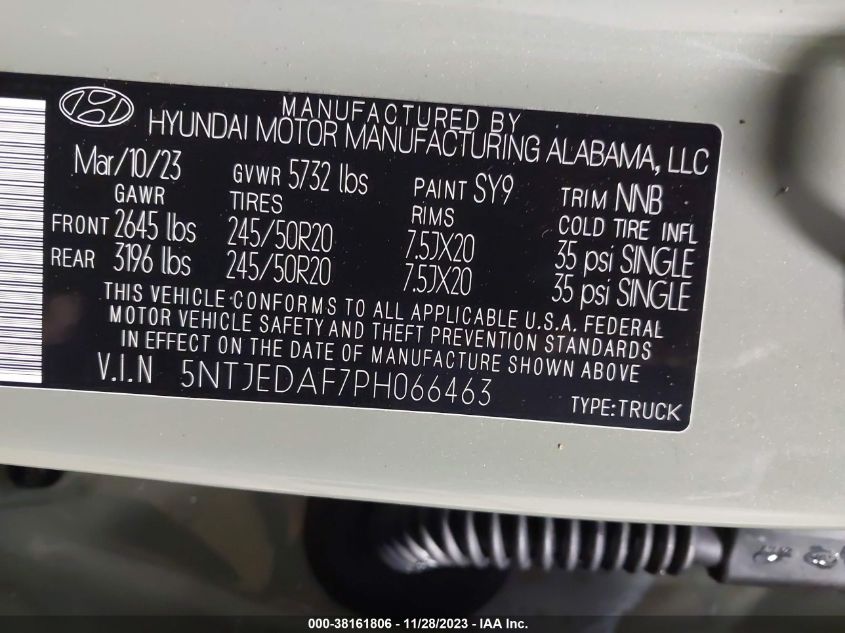 MANUFACTURED BY
HYUNDAI MOTOR MANUFACTURING ALABAMA, LLC
Mar/10/23 GVWR 5732 lbs PAINT SY9 TRIM NNB
GAWR TIRES RIMS COLD TIRE INFL
FRONT 2645 lbs 245/50R20 7.5JX20 35 psi SINGLE
REAR 3196 lbs 245/50R20 7.5JX20 35 psi SINGLE
THIS VEHICLE CONFORMS TO ALL APPLICABLE U.S.A. FEDERAL
MOTOR VEHICLE SAFETY AND THEFT PREVENTION STANDARDS
IN EFFECT ON THE DATE OF MANUFACTURE SHOWN ABOVE
V.I.N 5NTJEDAF7PH066463 TYPE:TRUCK
000-38161806 - 11/28/2023 - IAA Inc.